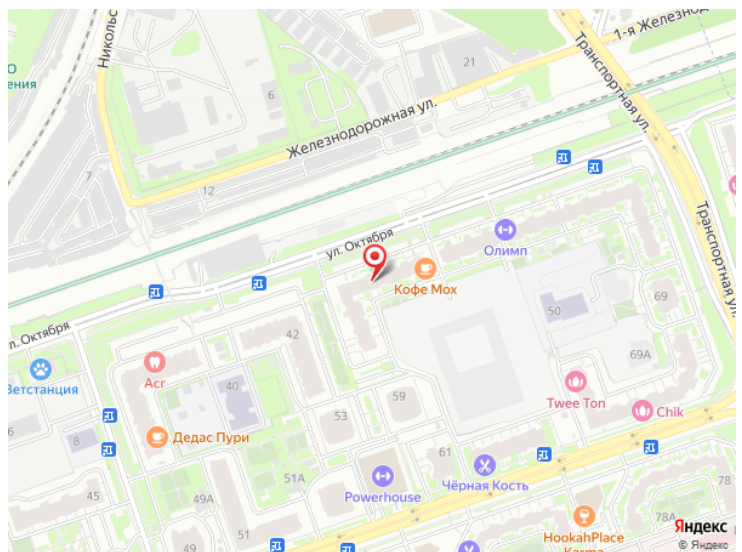 Никольс
О
ения
21
6
Железнодорожная ул.
1-я Железно
Транспортная ул.
7
12
ул. Октября
Олимп
Кофе Мох
Транспортная ул.
50
69
69А
ул. Октября
42
Аст
Ветстанция
40
Дедас Пури
53
59
Twee Ton
Chik
6
8
45
49А
51А
61
Powerhouse
Чёрная Кость
49
51
HookahPlace
Karma
78А
78
Яндекс
© Яндекс